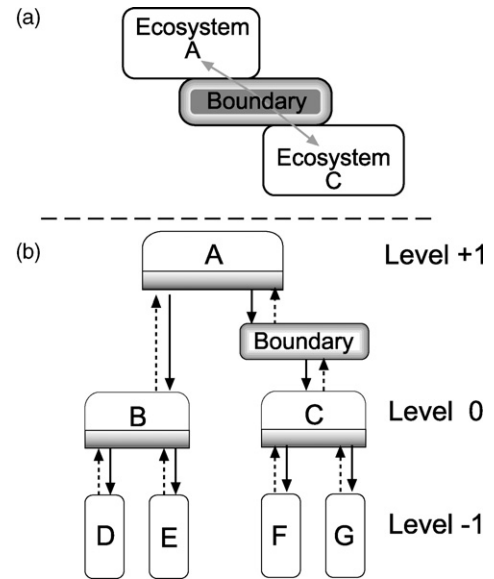 (a)
Ecosystem
A
Boundary
Ecosystem
C
(b)
A
Level +1
Boundary
B
C
Level 0
D
E
F
G
Level -1